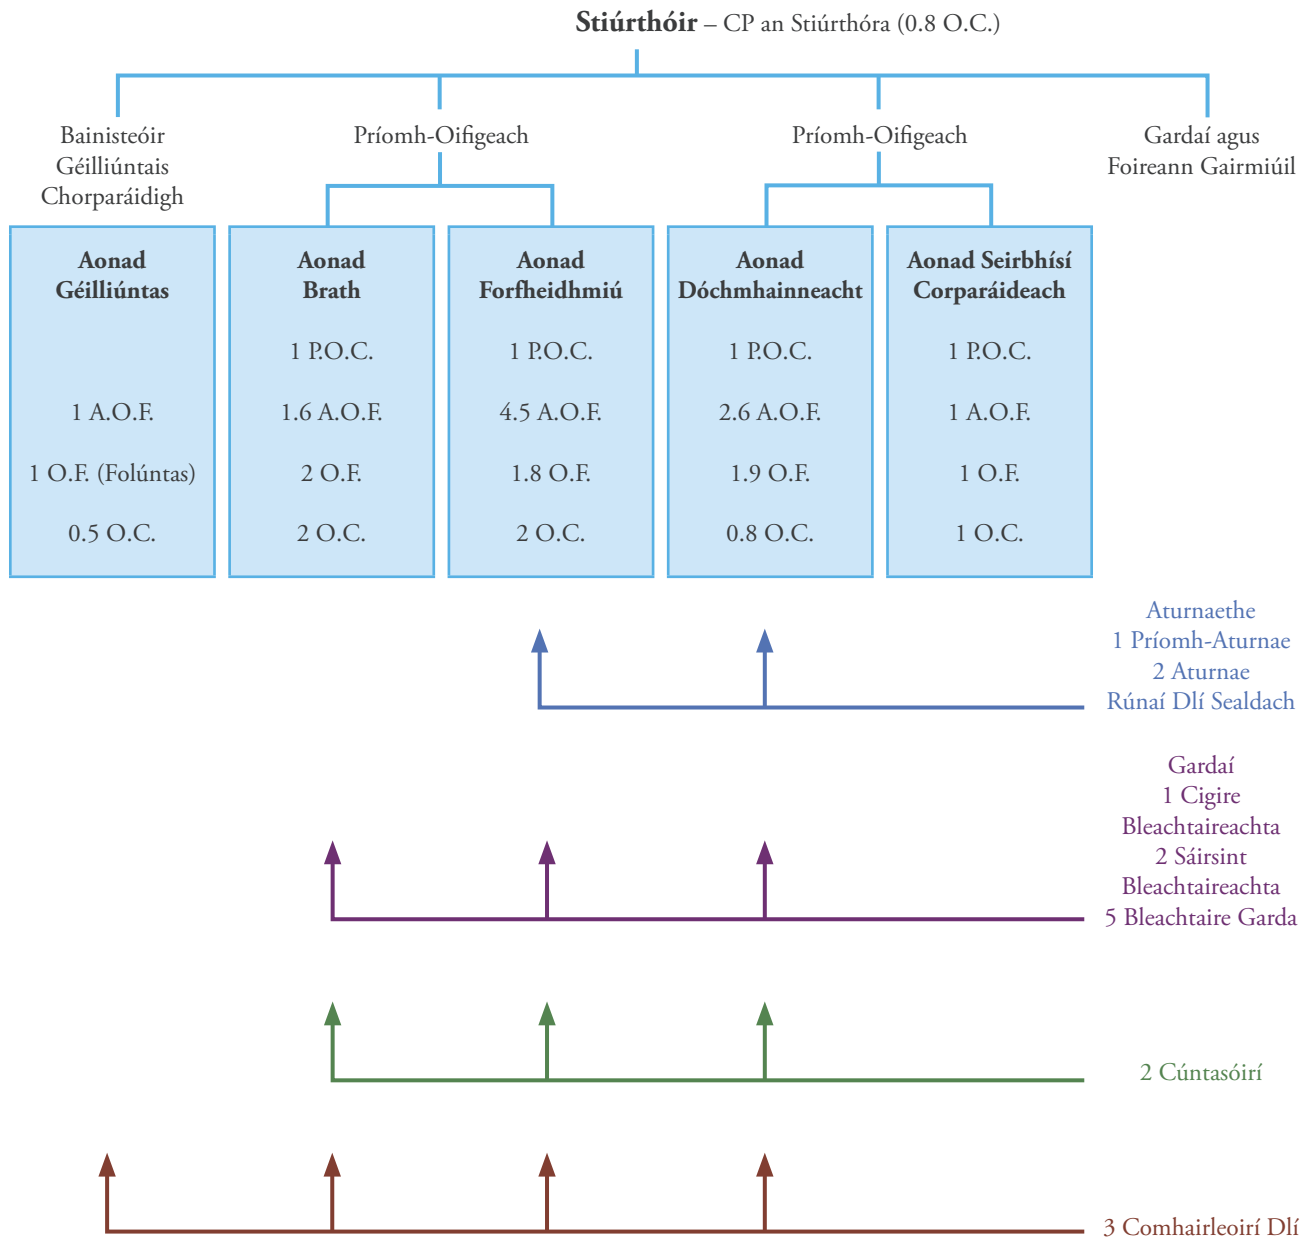 Stiúrthóir – CP an Stiúrthóra (0.8 O.C.)
Bainisteóir
Géilliúntais
Chorparáidigh
Príomh-Oifigeach
Príomh-Oifigeach
Gardaí agus
Foireann Gairmiúil
Aonad
Géilliúntas
1 A.O.F.
1 O.F. (Folúntas)
0.5 O.C.
Aonad
Brath
1 P.O.C.
1.6 A.O.F.
2 O.F.
2 O.C.
Aonad
Forfheidhmiú
1 P.O.C.
4.5 A.O.F.
1.8 O.F.
2 O.C.
Aonad
Dóchmhainneacht
1 P.O.C.
2.6 A.O.F.
1.9 O.F.
0.8 O.C.
Aonad Seirbhísí
Corparáideach
1 P.O.C.
1 A.O.F.
1 O.F.
1 O.C.
Aturnaethe
1 Príomh-Aturnae
2 Aturnae
Rúnaí Dlí Sealdach
Gardaí
1 Cigire
Bleachtaireachta
2 Sáirsint
Bleachtaireachta
5 Bleachtaire Garda
2 Cúntasóirí
3 Comhairleoirí Dlí